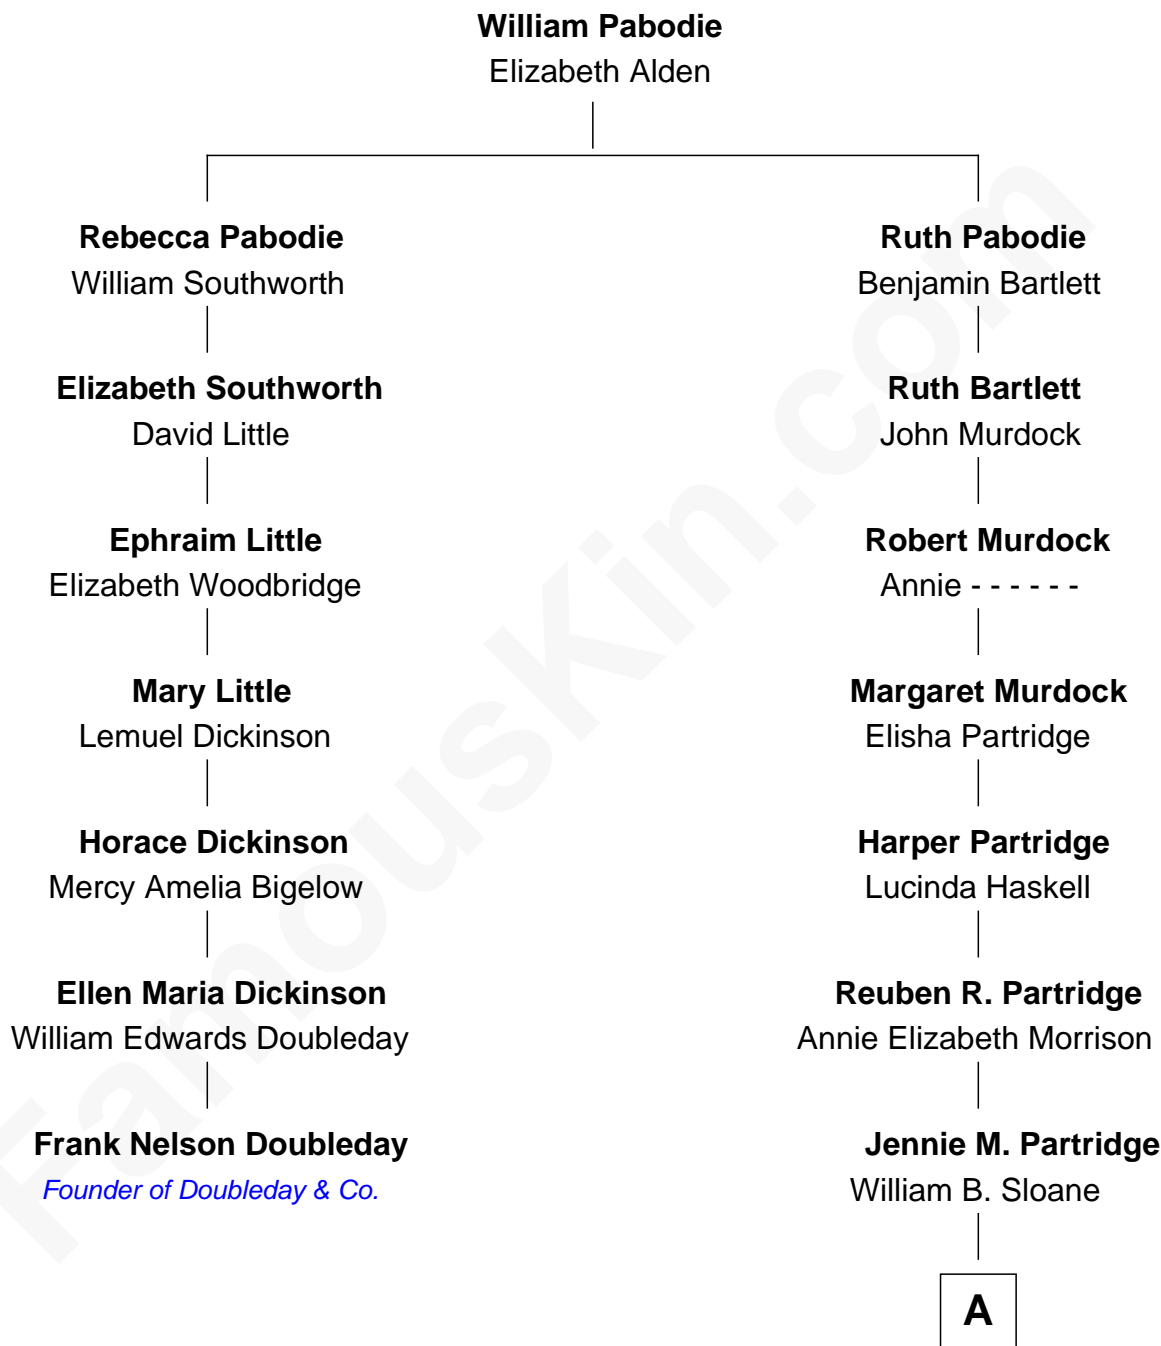 William Pabodie
Elizabeth Alden
Rebecca Pabodie
William Southworth
Elizabeth Southworth
David Little
Ephraim Little
Elizabeth Woodbridge
Mary Little
Lemuel Dickinson
Horace Dickinson
Mercy Amelia Bigelow
Ellen Maria Dickinson
William Edwards Doubleday
Frank Nelson Doubleday
Founder of Doubleday & Co.
Ruth Pabodie
Benjamin Bartlett
Ruth Bartlett
John Murdock
Robert Murdock
Annie - - - - - -
Margaret Murdock
Elisha Partridge
Harper Partridge
Lucinda Haskell
Reuben R. Partridge
Annie Elizabeth Morrison
Jennie M. Partridge
William B. Sloane
A
FamousKin.com